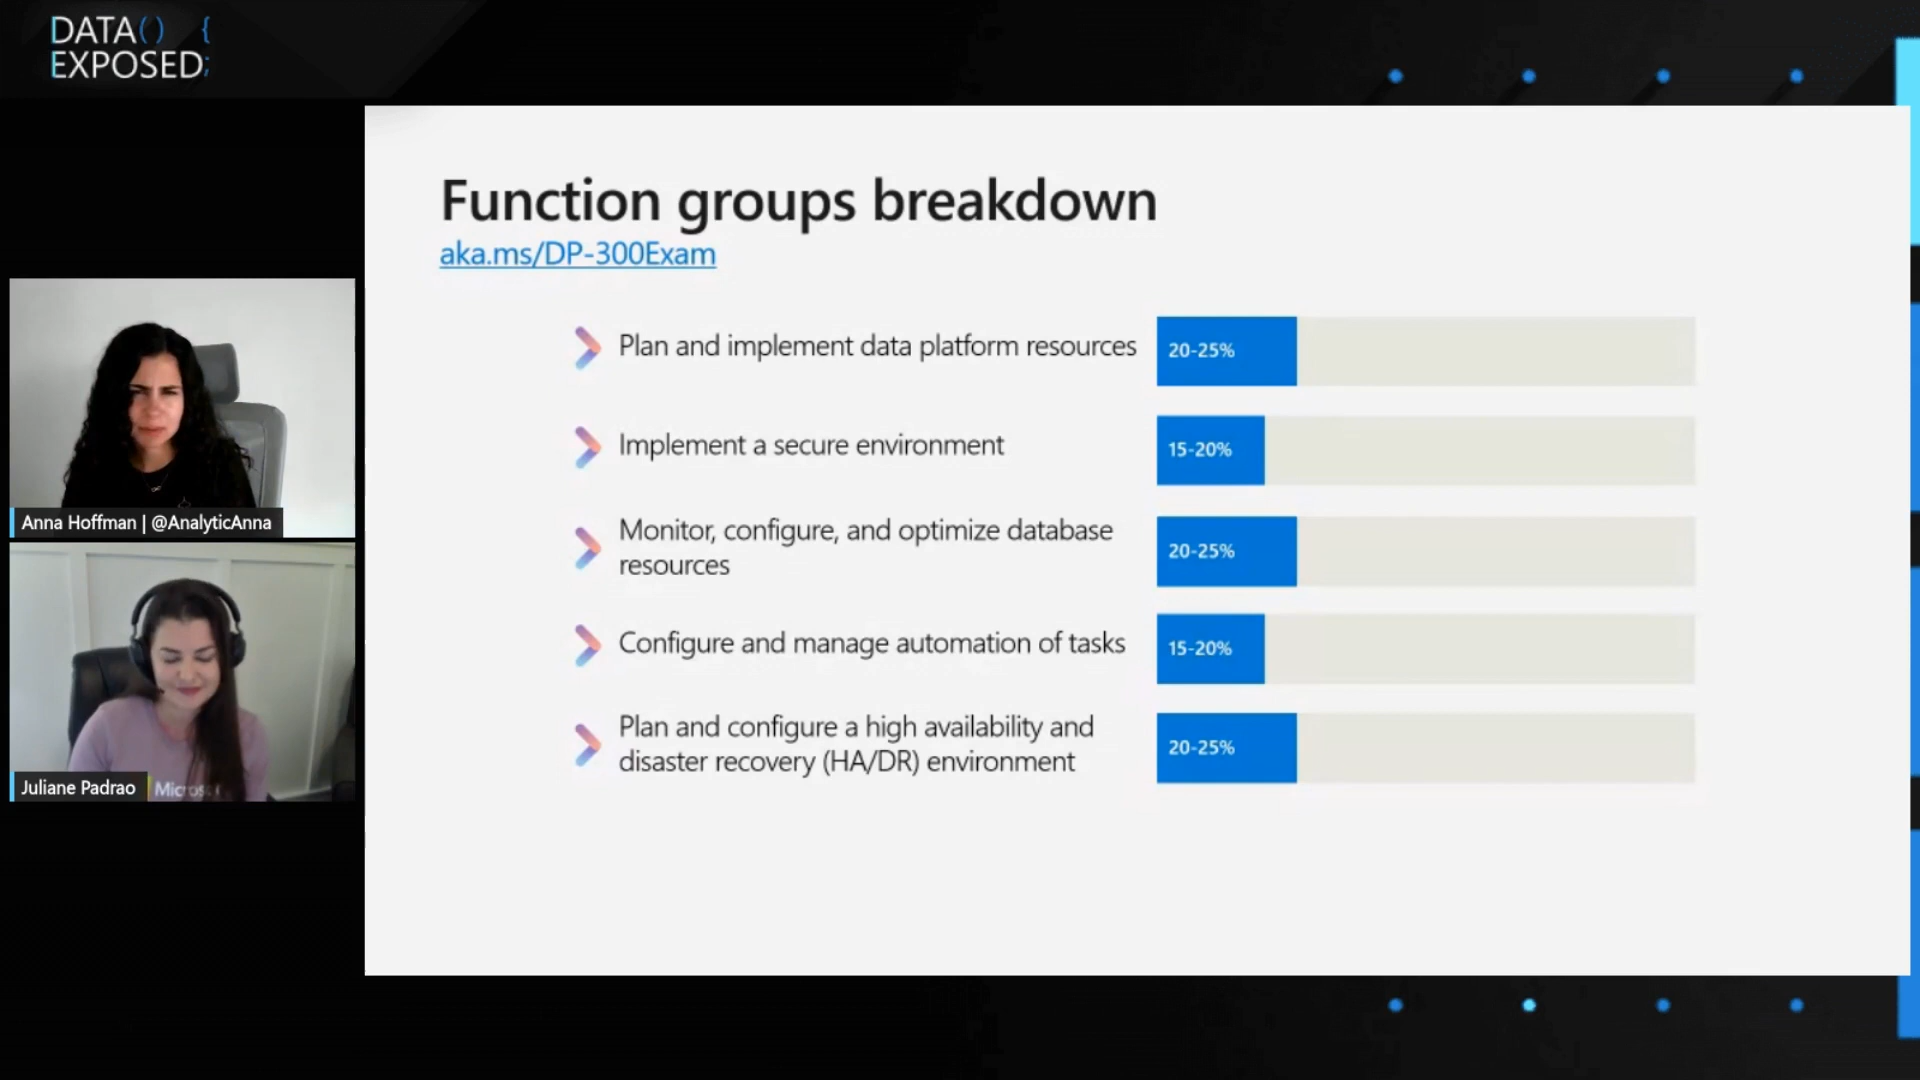 DATA() {
EXPOSED;
Function groups breakdown
aka.ms/DP-300Exam
Plan and implement data platform resources
20-25%
Implement a secure environment
15-20%
Monitor, configure, and optimize database
resources
20-25%
Configure and manage automation of tasks
15-20%
Plan and configure a high availability and
disaster recovery (HA/DR) environment
20-25%
Anna Hoffman | @AnalyticAnna
Juliane Padrao